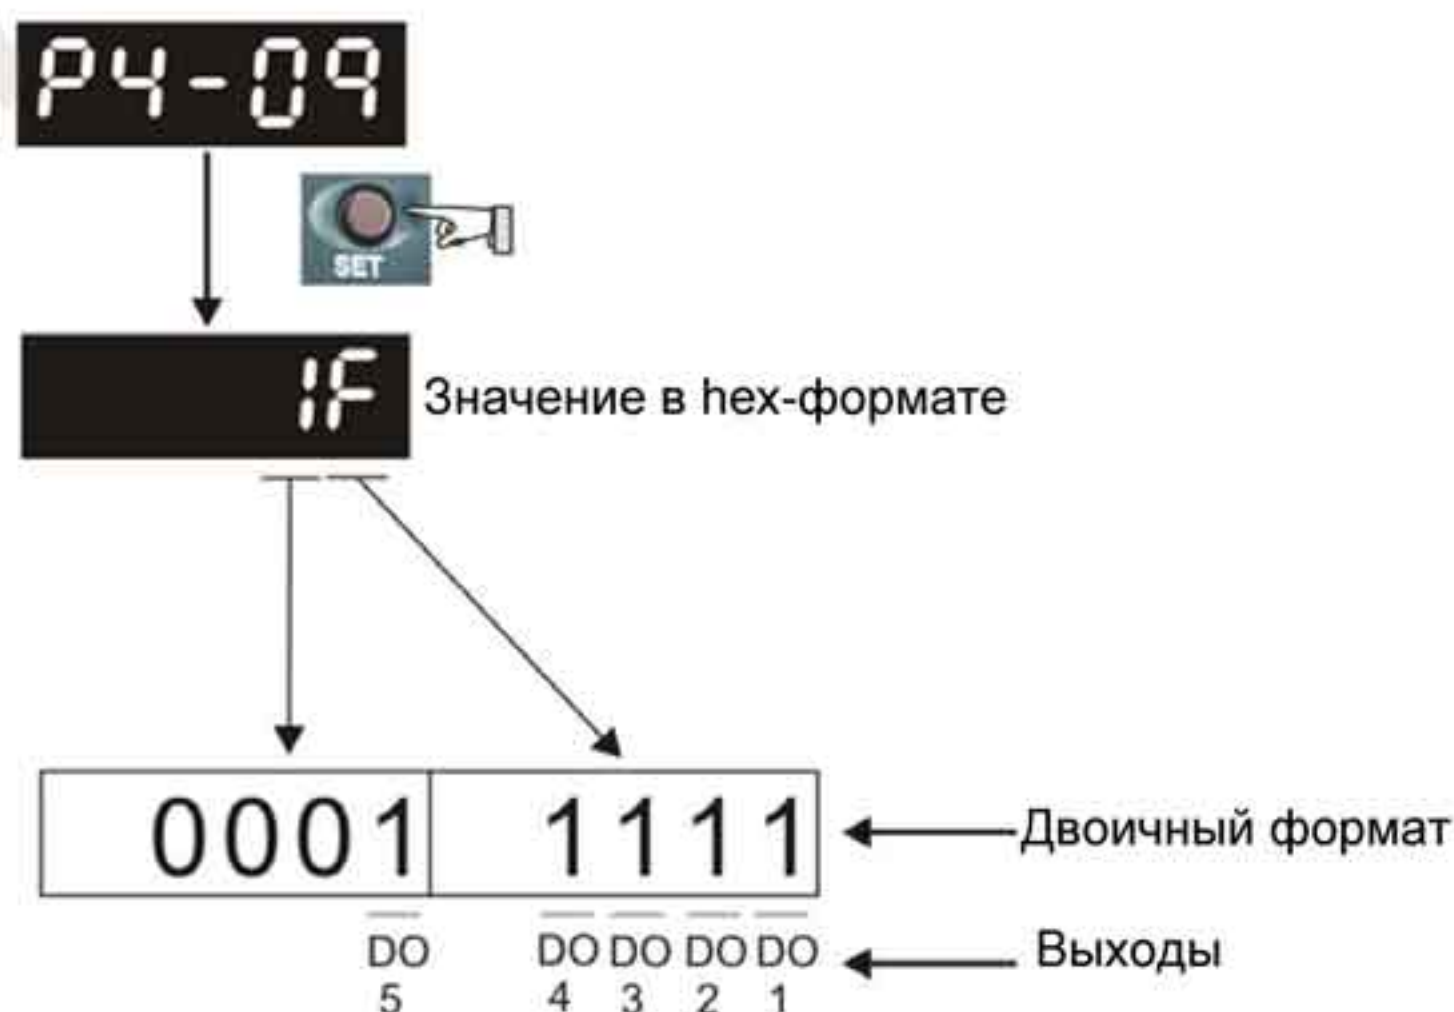 P4-09
SET
1F Значение в hex-формате
0001 1111 Двоичный формат
DO DO DO DO DO Выходы
5 4 3 2 1